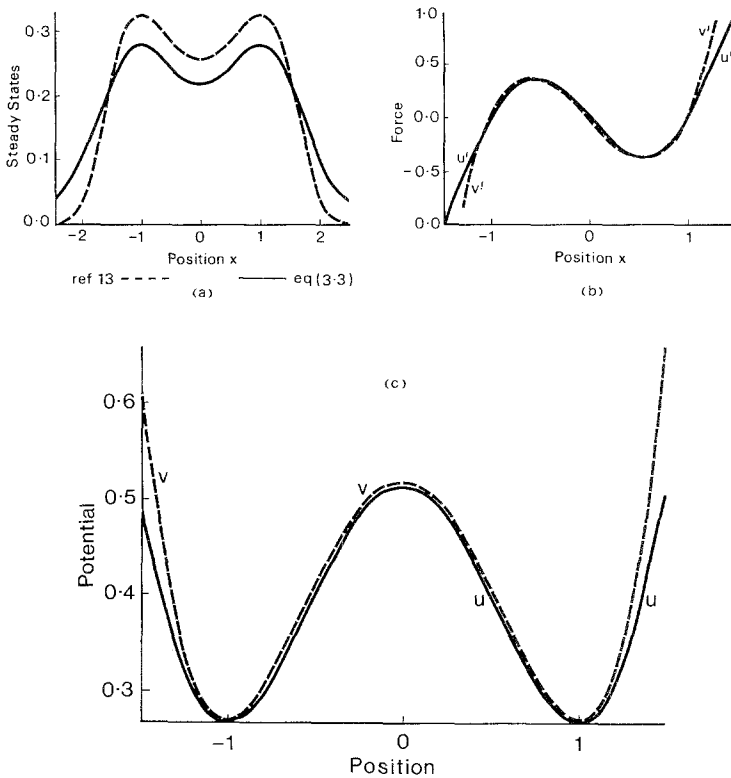 Steady States
0·3
0·2
0·1
0·0
−2
−1
0
1
2
Position x
ref 13 ---- —— eq (3·3)
(a)
Force
1·0
0·5
0·0
−0·5
0·0
v'
u'
u'
v'
−1
0
1
Position x
(b)
(c)
Potential
0·6
0·5
0·4
0·3
v
v
u
u
−1
0
1
Position